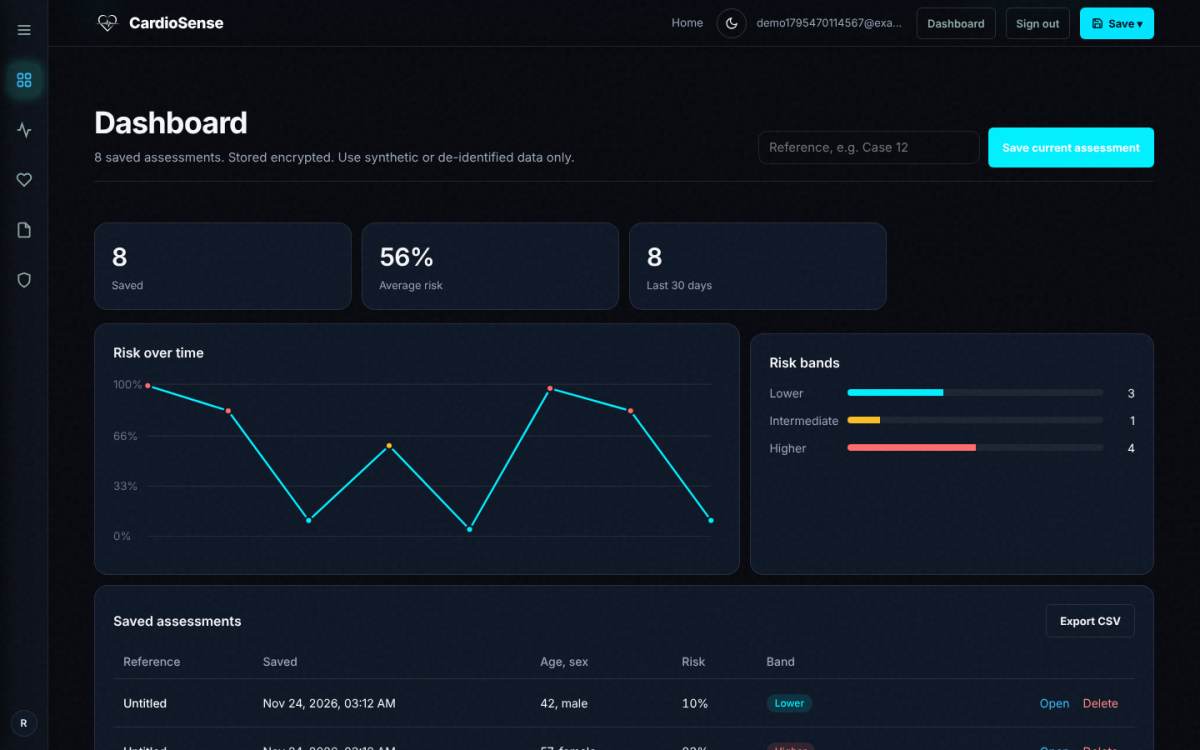 CardioSense
Home
demo1795470114567@exa...
Dashboard
Sign out
Save ▾
Dashboard
8 saved assessments. Stored encrypted. Use synthetic or de-identified data only.
Reference, e.g. Case 12
Save current assessment
8
Saved
56%
Average risk
8
Last 30 days
Risk over time
100%
66%
33%
0%
Risk bands
Lower 3
Intermediate 1
Higher 4
Saved assessments
Export CSV
Reference Saved Age, sex Risk Band
Untitled Nov 24, 2026, 03:12 AM 42, male 10% Lower Open Delete
R